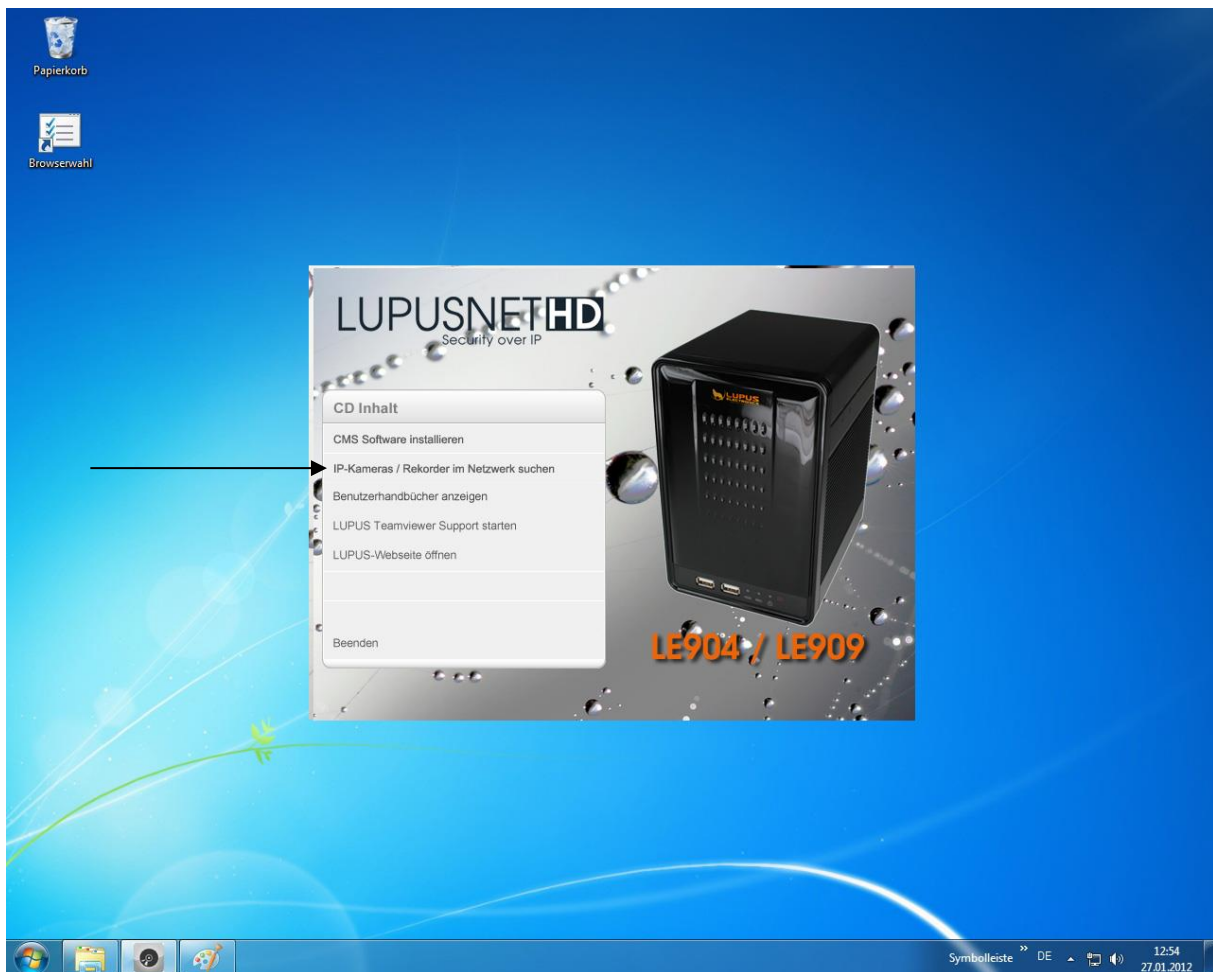 Papierkorb
Browserwahl
LUPUSNETHD
Security over IP
LUPUS
ELECTRONICS
CD Inhalt
CMS Software installieren
IP-Kameras / Rekorder im Netzwerk suchen
Benutzerhandbücher anzeigen
LUPUS Teamviewer Support starten
LUPUS-Webseite öffnen
Beenden
LE904 / LE909
Symbolleiste » DE 12:54
27.01.2012